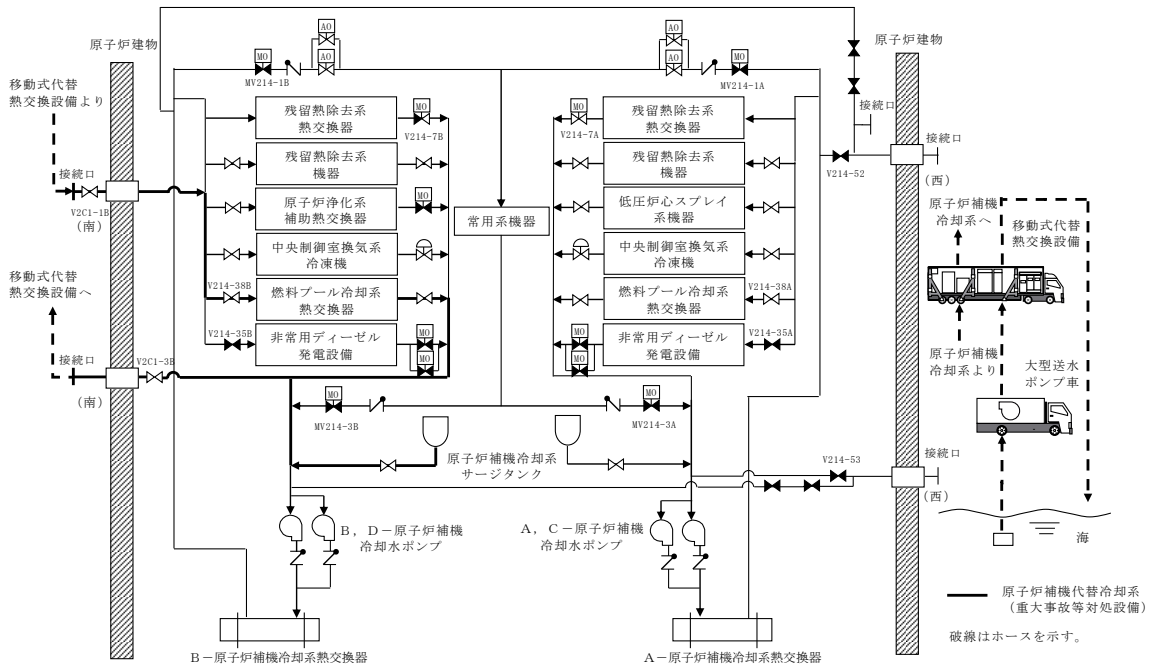 原子炉建物
移動式代替
熱交換設備より
接続口
V2C1-1B
(南)
移動式代替
熱交換設備へ
接続口
V2C1-3B
(南)
AO
AO
MO
MV214-1B
残留熱除去系
熱交換器
MO
V214-7B
残留熱除去系
機器
原子炉浄化系
補助熱交換器
MO
中央制御室換気系
冷凍機
V214-38B
燃料プール冷却系
熱交換器
V214-35B
非常用ディーゼル
発電設備
MO
MO
MO
MV214-3B
常用系機器
AO
AO
MO
MV214-1A
MO
V214-7A
残留熱除去系
熱交換器
残留熱除去系
機器
低圧炉心スプレイ
系機器
中央制御室換気系
冷凍機
燃料プール冷却系
熱交換器
V214-38A
MO
MO
非常用ディーゼル
発電設備
V214-35A
MO
MV214-3A
原子炉補機冷却系
サージタンク
B,D-原子炉補機
冷却水ポンプ
A,C-原子炉補機
冷却水ポンプ
B-原子炉補機冷却系熱交換器
A-原子炉補機冷却系熱交換器
原子炉建物
接続口
V214-52
接続口
(西)
V214-53
接続口
(西)
原子炉補機
冷却系へ
移動式代替
熱交換設備
原子炉補機
冷却系より
大型送水
ポンプ車
海
原子炉補機代替冷却系
(重大事故等対処設備)
破線はホースを示す。